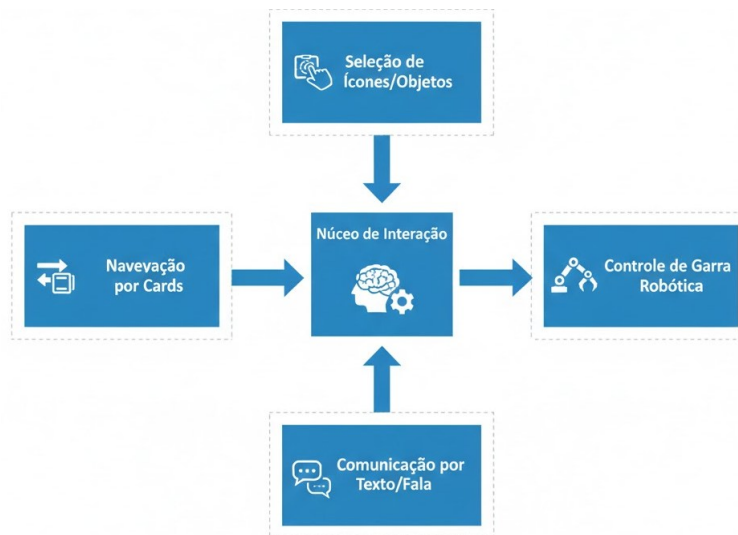 Seleção de
Ícones/Objetos
Núceo de Interação
Navevação
por Cards
Controle de Garra
Robótica
Comunicação por
Texto/Fala